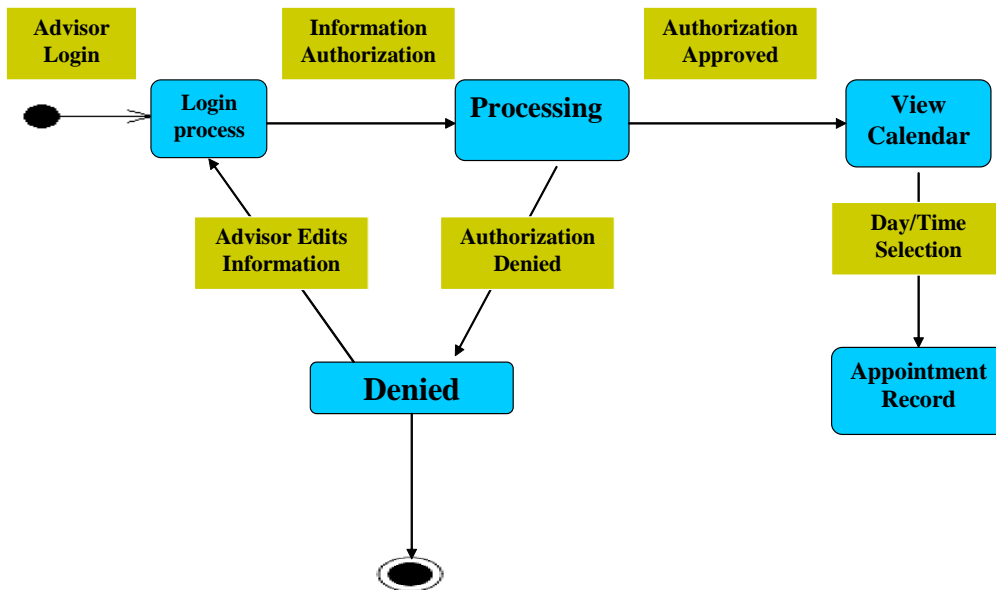 Advisor
Login
Information
Authorization
Authorization
Approved
Login
process
Processing
View
Calendar
Advisor Edits
Information
Authorization
Denied
Day/Time
Selection
Denied
Appointment
Record